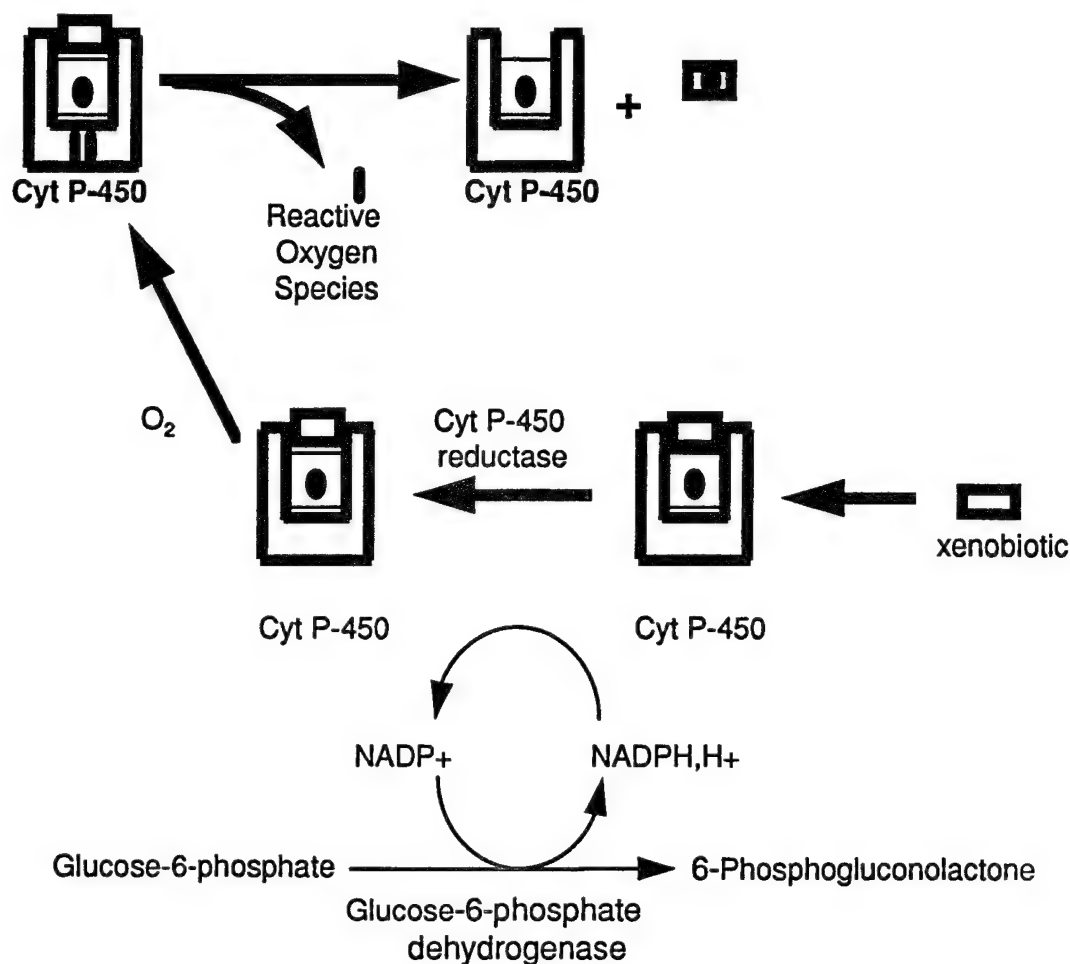 Cyt P-450
Cyt P-450
+
Reactive
Oxygen
Species
O₂
Cyt P-450
reductase
xenobiotic
Cyt P-450
Cyt P-450
NADP+
NADPH,H+
Glucose-6-phosphate
6-Phosphogluconolactone
Glucose-6-phosphate
dehydrogenase